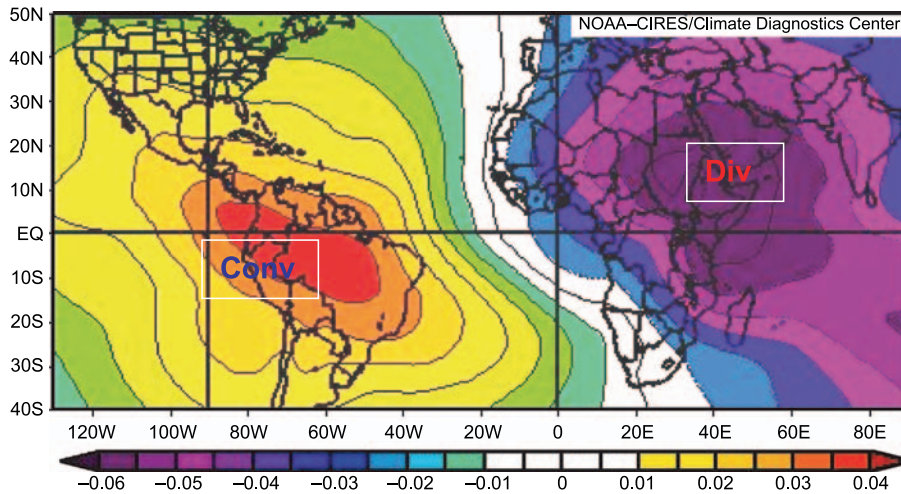 50N
NOAA–CIRES/Climate Diagnostics Center
40N
30N
20N
Div
10N
EQ
Conv
10S
20S
30S
40S
120W 100W 80W 60W 40W 20W 0 20E 40E 60E 80E
–0.06 –0.05 –0.04 –0.03 –0.02 –0.01 0 0.01 0.02 0.03 0.04